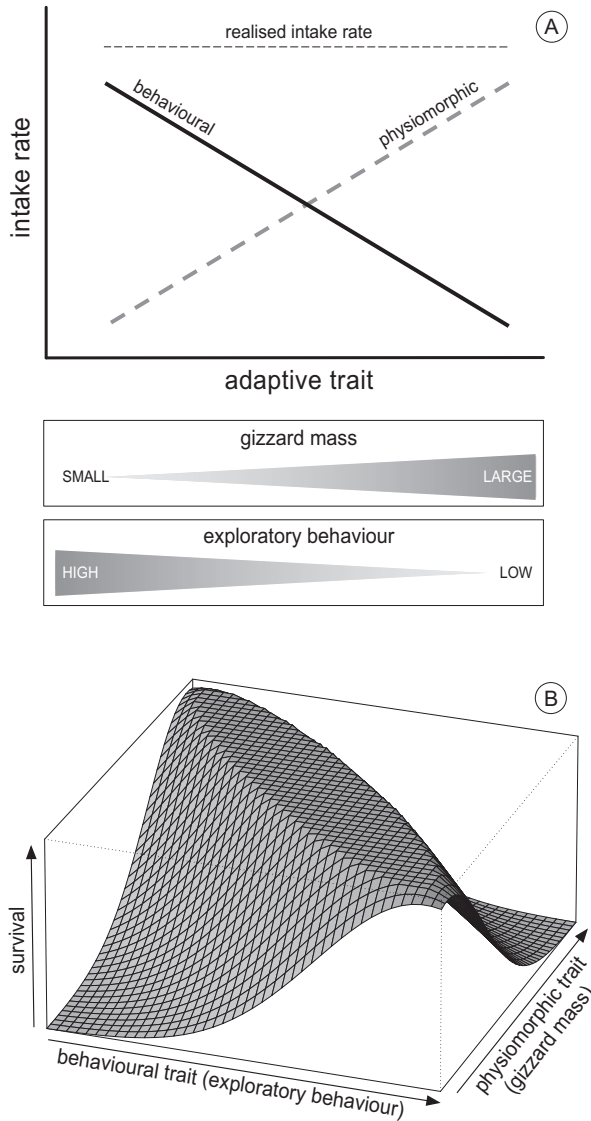 A
realised intake rate
behavioural
physiomorphic
intake rate
adaptive trait
gizzard mass
SMALL
LARGE
exploratory behaviour
HIGH
LOW
B
survival
behavioural trait (exploratory behaviour)
physiomorphic trait
(gizzard mass)